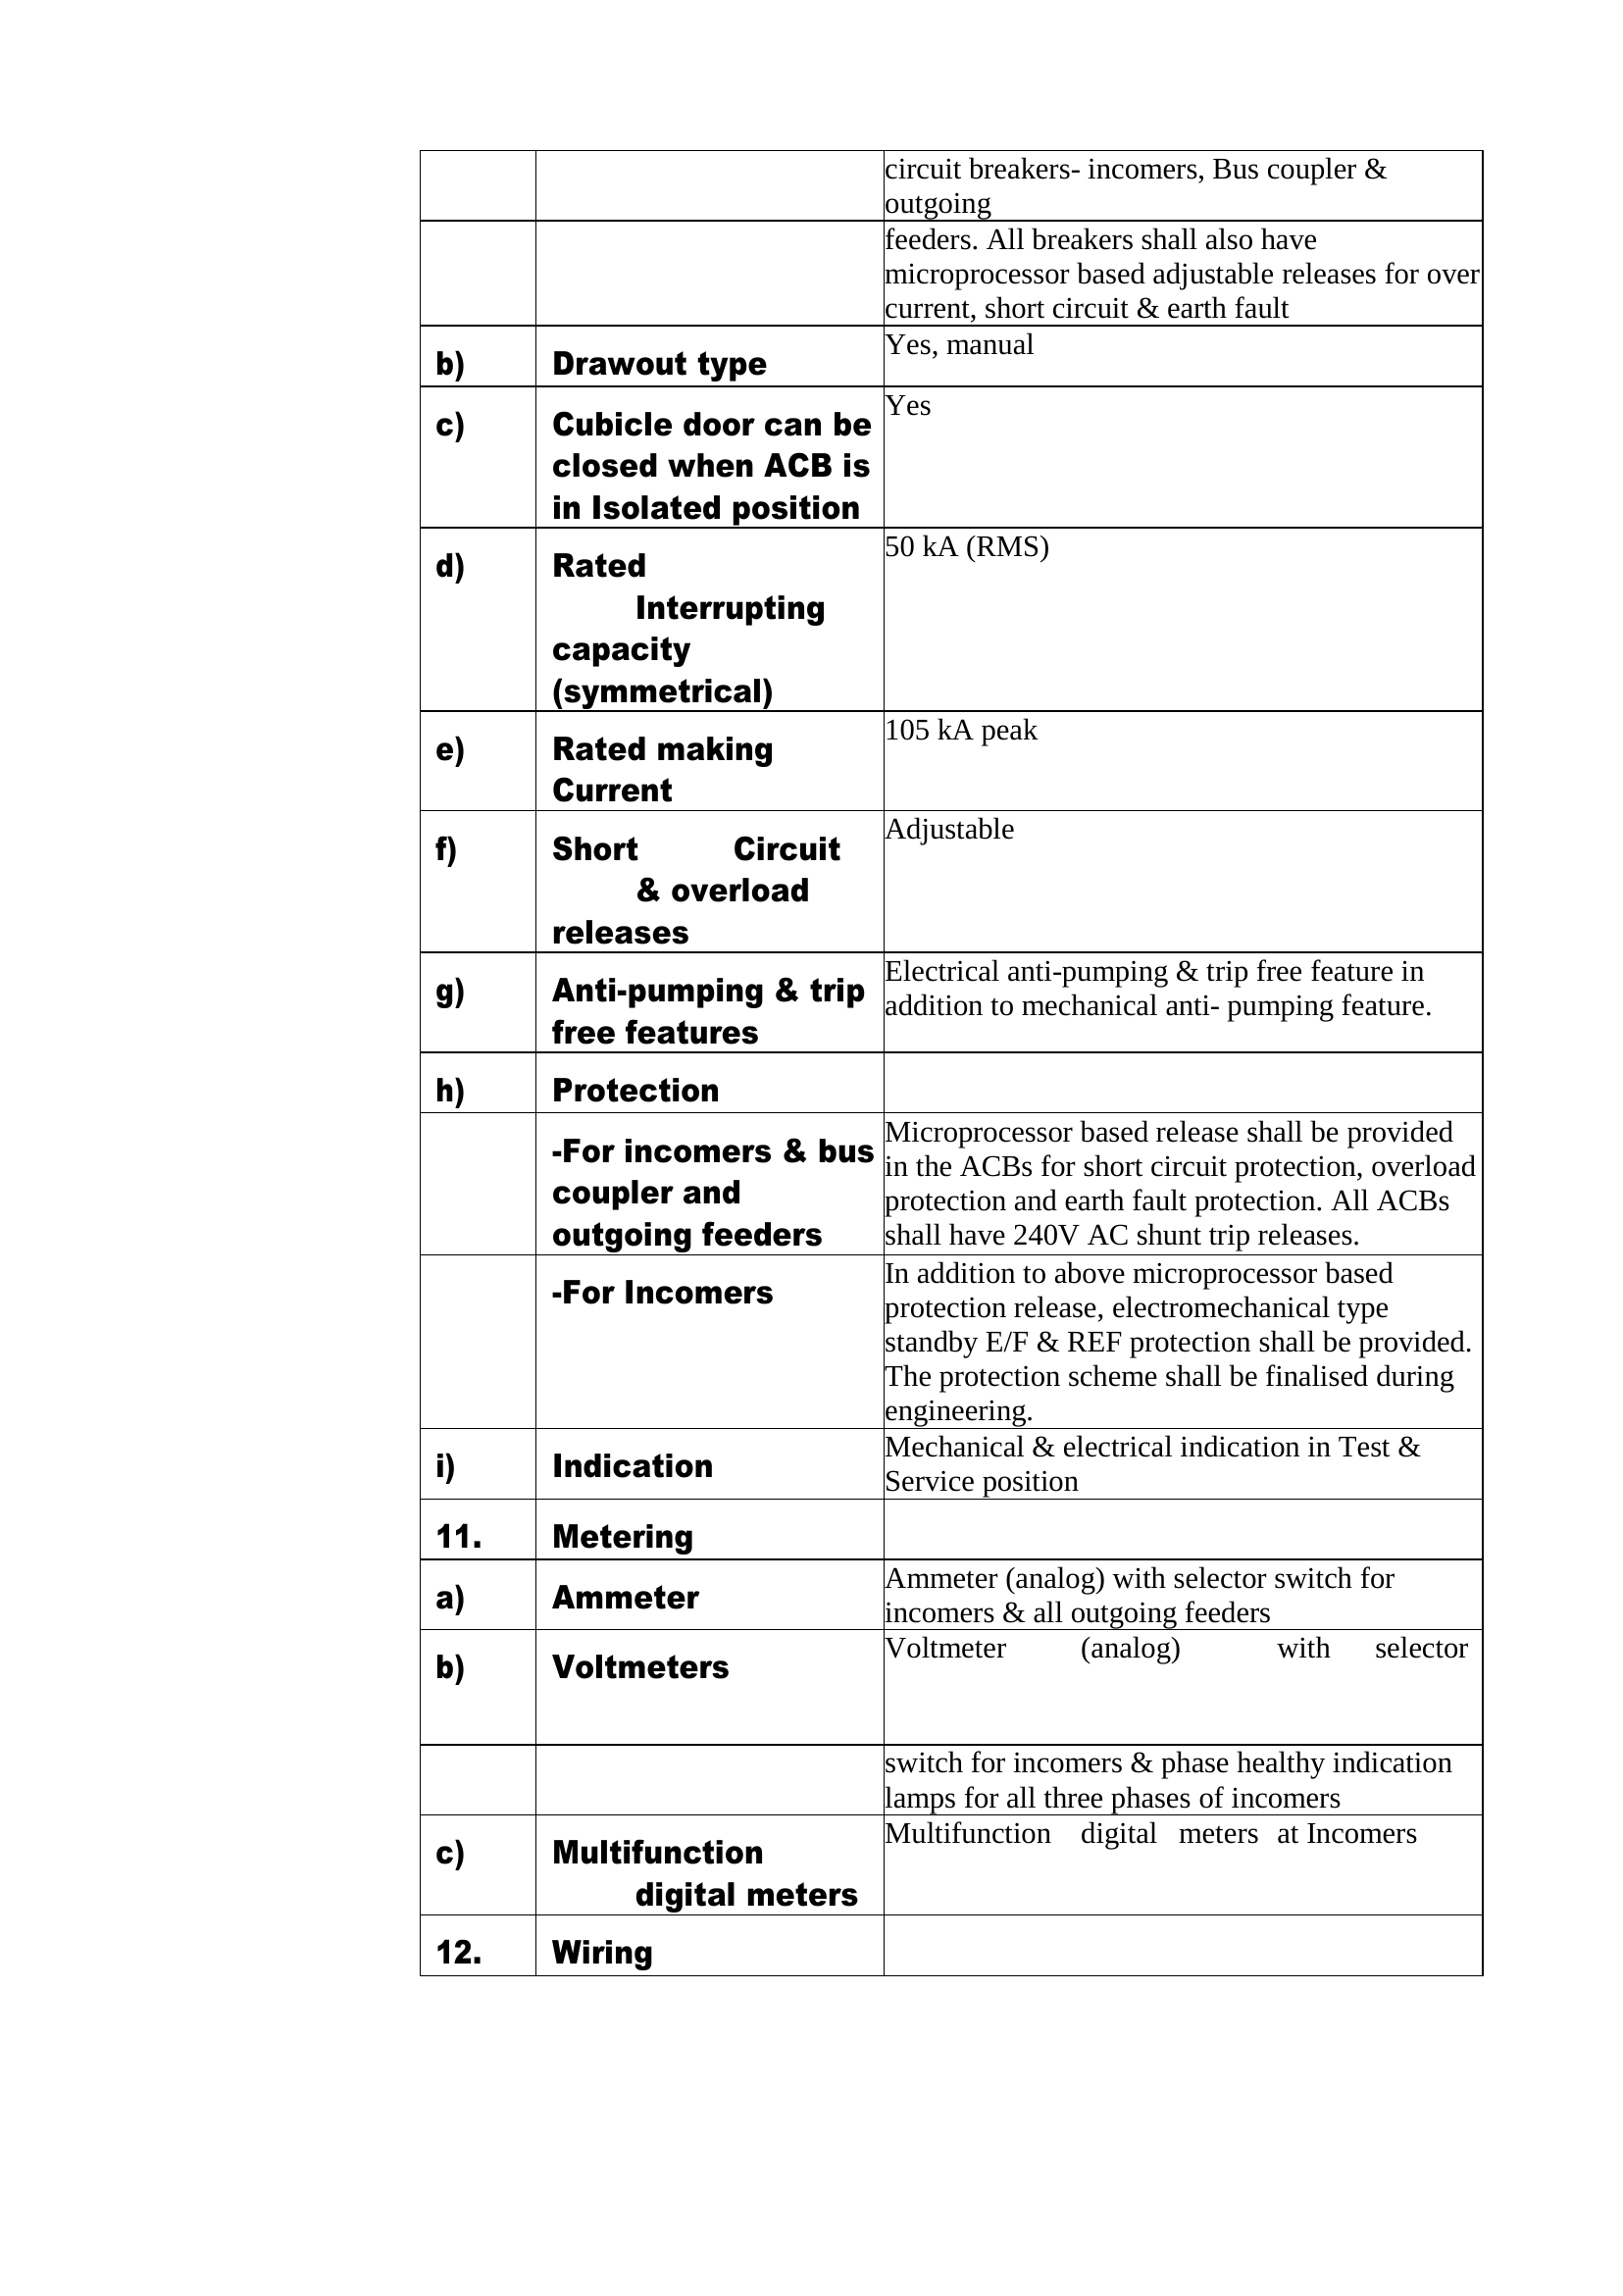 circuit breakers- incomers, Bus coupler &
outgoing
feeders. All breakers shall also have
microprocessor based adjustable releases for over
current, short circuit & earth fault
b) Drawout type Yes, manual
c) Cubicle door can be Yes
closed when ACB is
in Isolated position
d) Rated 50 kA (RMS)
Interrupting
capacity
(symmetrical)
e) Rated making 105 kA peak
Current
f) Short Circuit Adjustable
& overload
releases
g) Anti-pumping & trip Electrical anti-pumping & trip free feature in
free features addition to mechanical anti- pumping feature.
h) Protection
-For incomers & bus Microprocessor based release shall be provided
coupler and in the ACBs for short circuit protection, overload
outgoing feeders protection and earth fault protection. All ACBs
shall have 240V AC shunt trip releases.
-For Incomers In addition to above microprocessor based
protection release, electromechanical type
standby E/F & REF protection shall be provided.
The protection scheme shall be finalised during
engineering.
i) Indication Mechanical & electrical indication in Test &
Service position
11. Metering
a) Ammeter Ammeter (analog) with selector switch for
incomers & all outgoing feeders
b) Voltmeters Voltmeter (analog) with selector
switch for incomers & phase healthy indication
lamps for all three phases of incomers
c) Multifunction Multifunction digital meters at Incomers
digital meters
12. Wiring